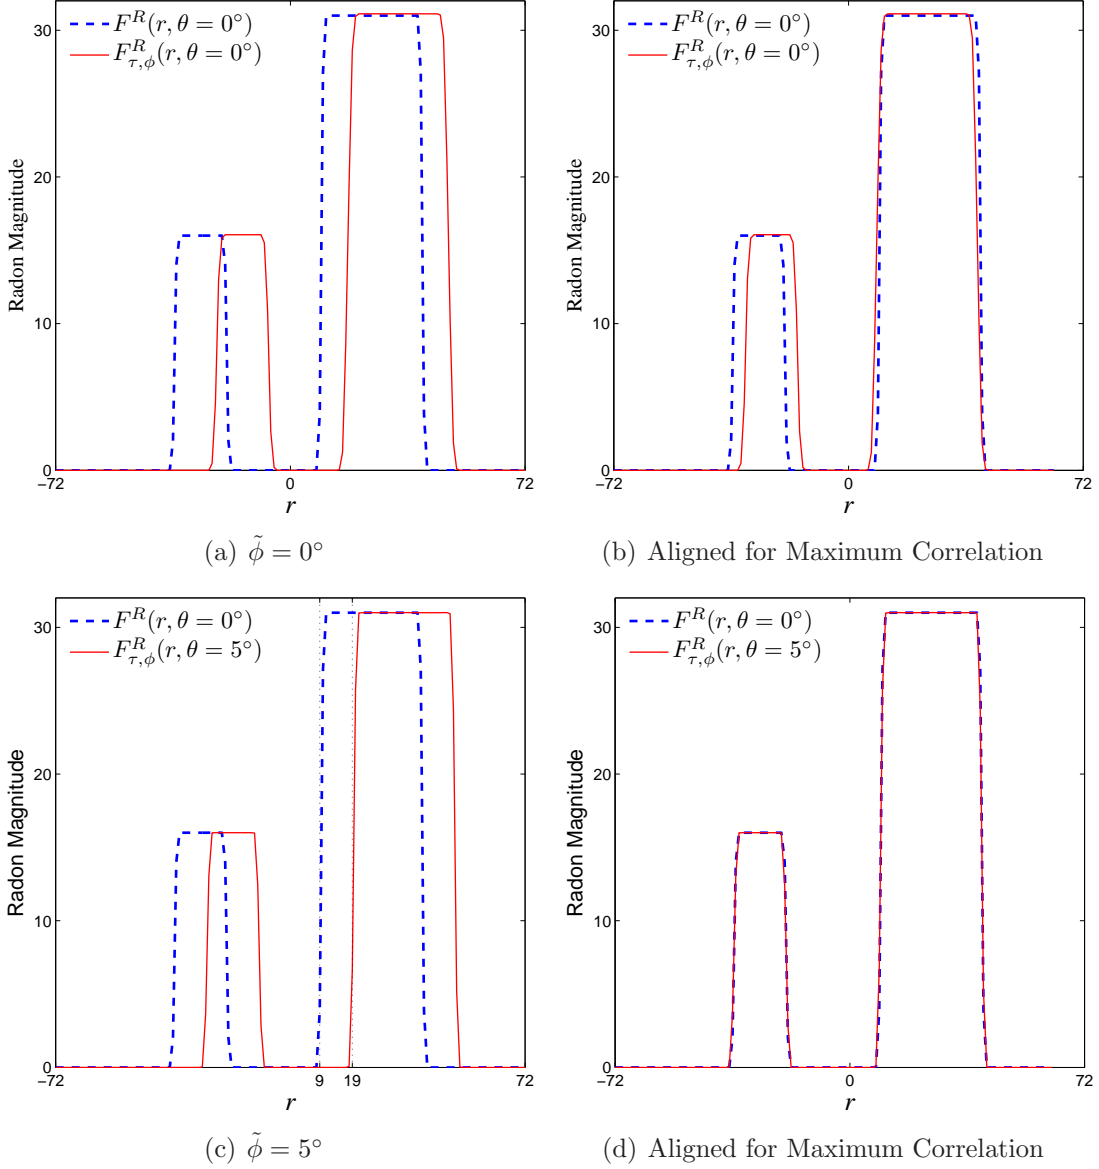 30
20
10
0
Radon Magnitude
F^R(r, θ = 0°)
F^R_{τ,φ}(r, θ = 0°)
−72
0
72
r
(a) φ̃ = 0°
30
20
10
0
Radon Magnitude
F^R(r, θ = 0°)
F^R_{τ,φ}(r, θ = 0°)
−72
0
72
r
(b) Aligned for Maximum Correlation
30
20
10
0
Radon Magnitude
F^R(r, θ = 0°)
F^R_{τ,φ}(r, θ = 5°)
−72
9
19
72
r
(c) φ̃ = 5°
30
20
10
0
Radon Magnitude
F^R(r, θ = 0°)
F^R_{τ,φ}(r, θ = 5°)
−72
0
72
r
(d) Aligned for Maximum Correlation